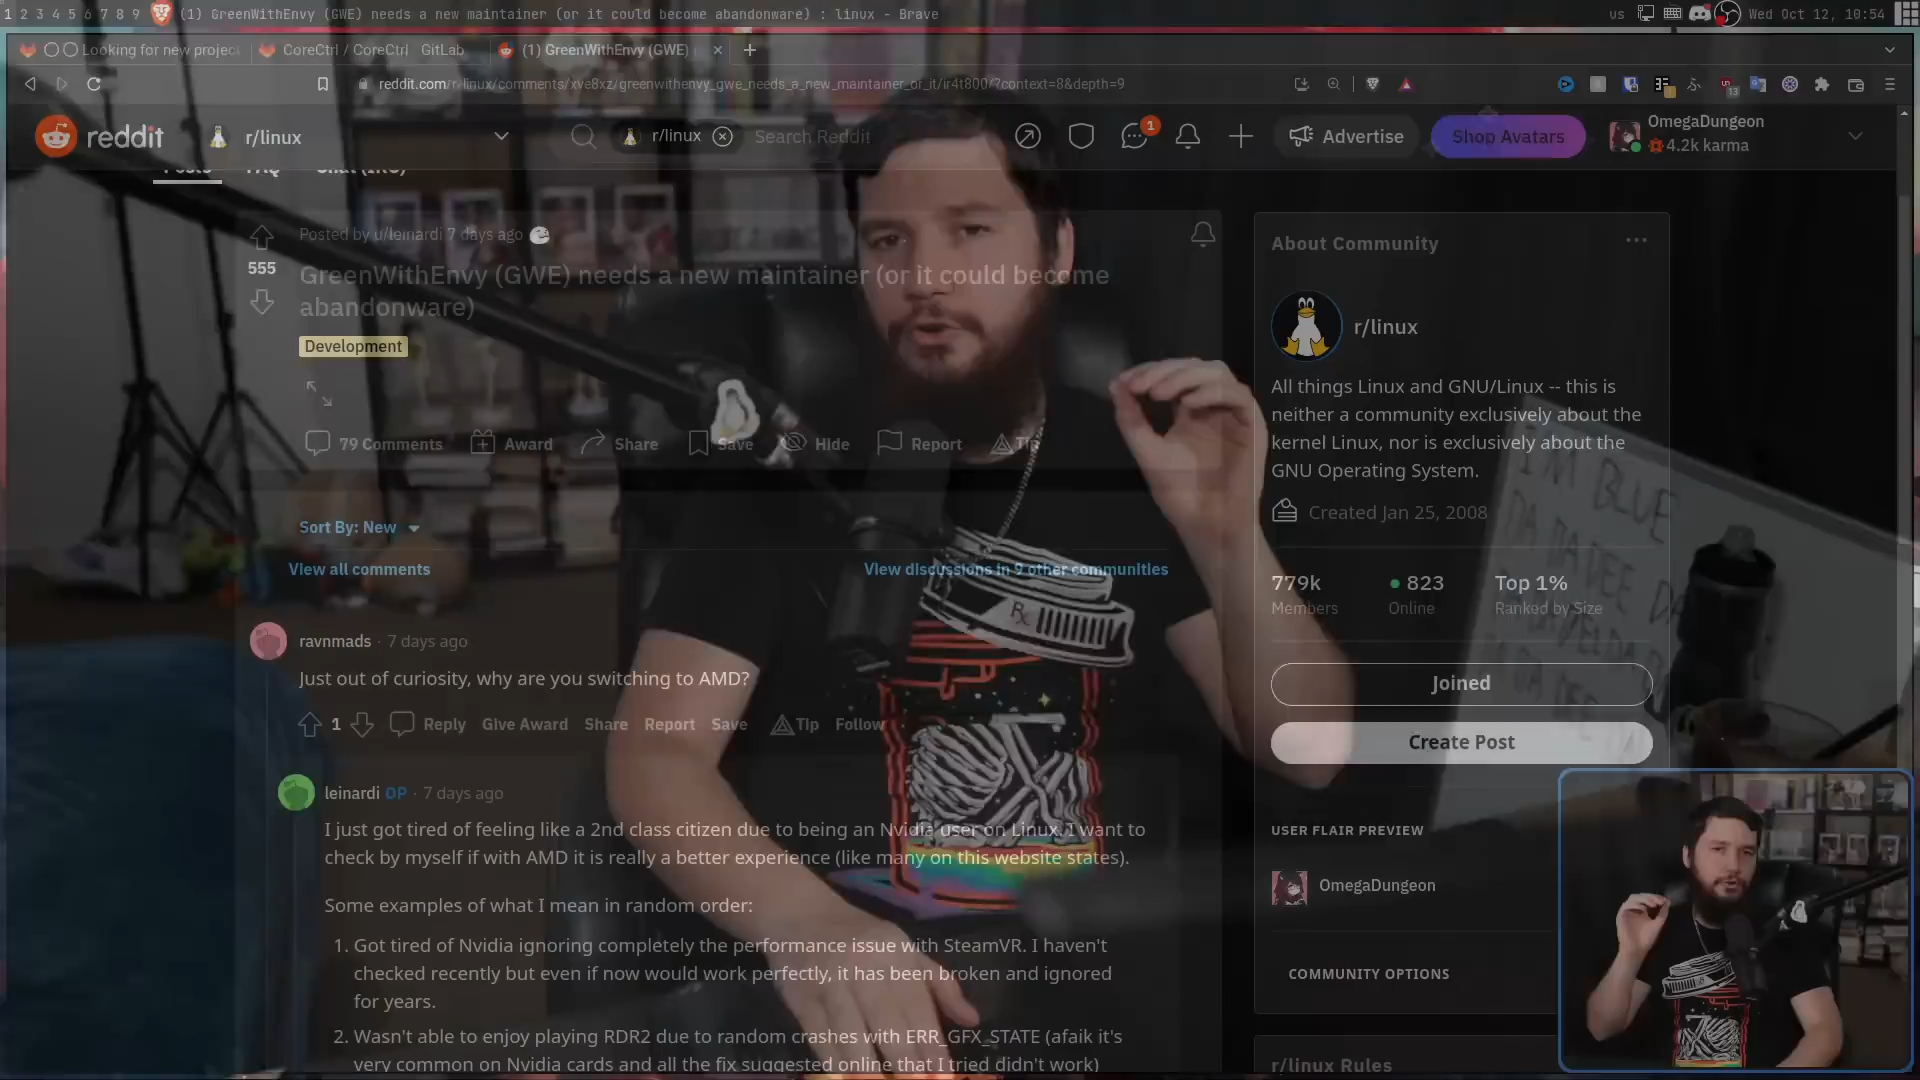 1 2 3 4 5 6 7 8 9 (1) GreenWithEnvy (GWE) needs a new maintainer (or it could become abandonware) : linux - Brave
us Wed Oct 12, 10:54
Looking for new project
CoreCtrl / CoreCtrl · GitLab
(1) GreenWithEnvy (GWE)
reddit.com/r/linux/comments/xve8xz/greenwithenvy_gwe_needs_a_new_maintainer_or_it/ir4t800/?context=8&depth=9
13
reddit
r/linux
r/linux
Search Reddit
1
Advertise
Shop Avatars
OmegaDungeon
4.2k karma
Posts FAQ Chat (IRC)
Posted by u/leinardi 7 days ago
555
GreenWithEnvy (GWE) needs a new maintainer (or it could become
abandonware)
Development
79 Comments Award Share Save Hide Report Tip
Sort By: New
View all comments
View discussions in 9 other communities
ravnmads · 7 days ago
Just out of curiosity, why are you switching to AMD?
1 Reply Give Award Share Report Save Tip Follow
leinardi OP · 7 days ago
I just got tired of feeling like a 2nd class citizen due to being an Nvidia user on Linux. I want to
check by myself if with AMD it is really a better experience (like many on this website states).
Some examples of what I mean in random order:
1. Got tired of Nvidia ignoring completely the performance issue with SteamVR. I haven't
checked recently but even if now would work perfectly, it has been broken and ignored
for years.
2. Wasn't able to enjoy playing RDR2 due to random crashes with ERR_GFX_STATE (afaik it's
very common on Nvidia cards and all the fix suggested online that I tried didn't work)
About Community
r/linux
All things Linux and GNU/Linux -- this is
neither a community exclusively about the
kernel Linux, nor is exclusively about the
GNU Operating System.
Created Jan 25, 2008
779k
Members
823
Online
Top 1%
Ranked by Size
Joined
Create Post
USER FLAIR PREVIEW
OmegaDungeon
COMMUNITY OPTIONS
r/linux Rules
I'M BLUE
DA BA DEE DA
Rx